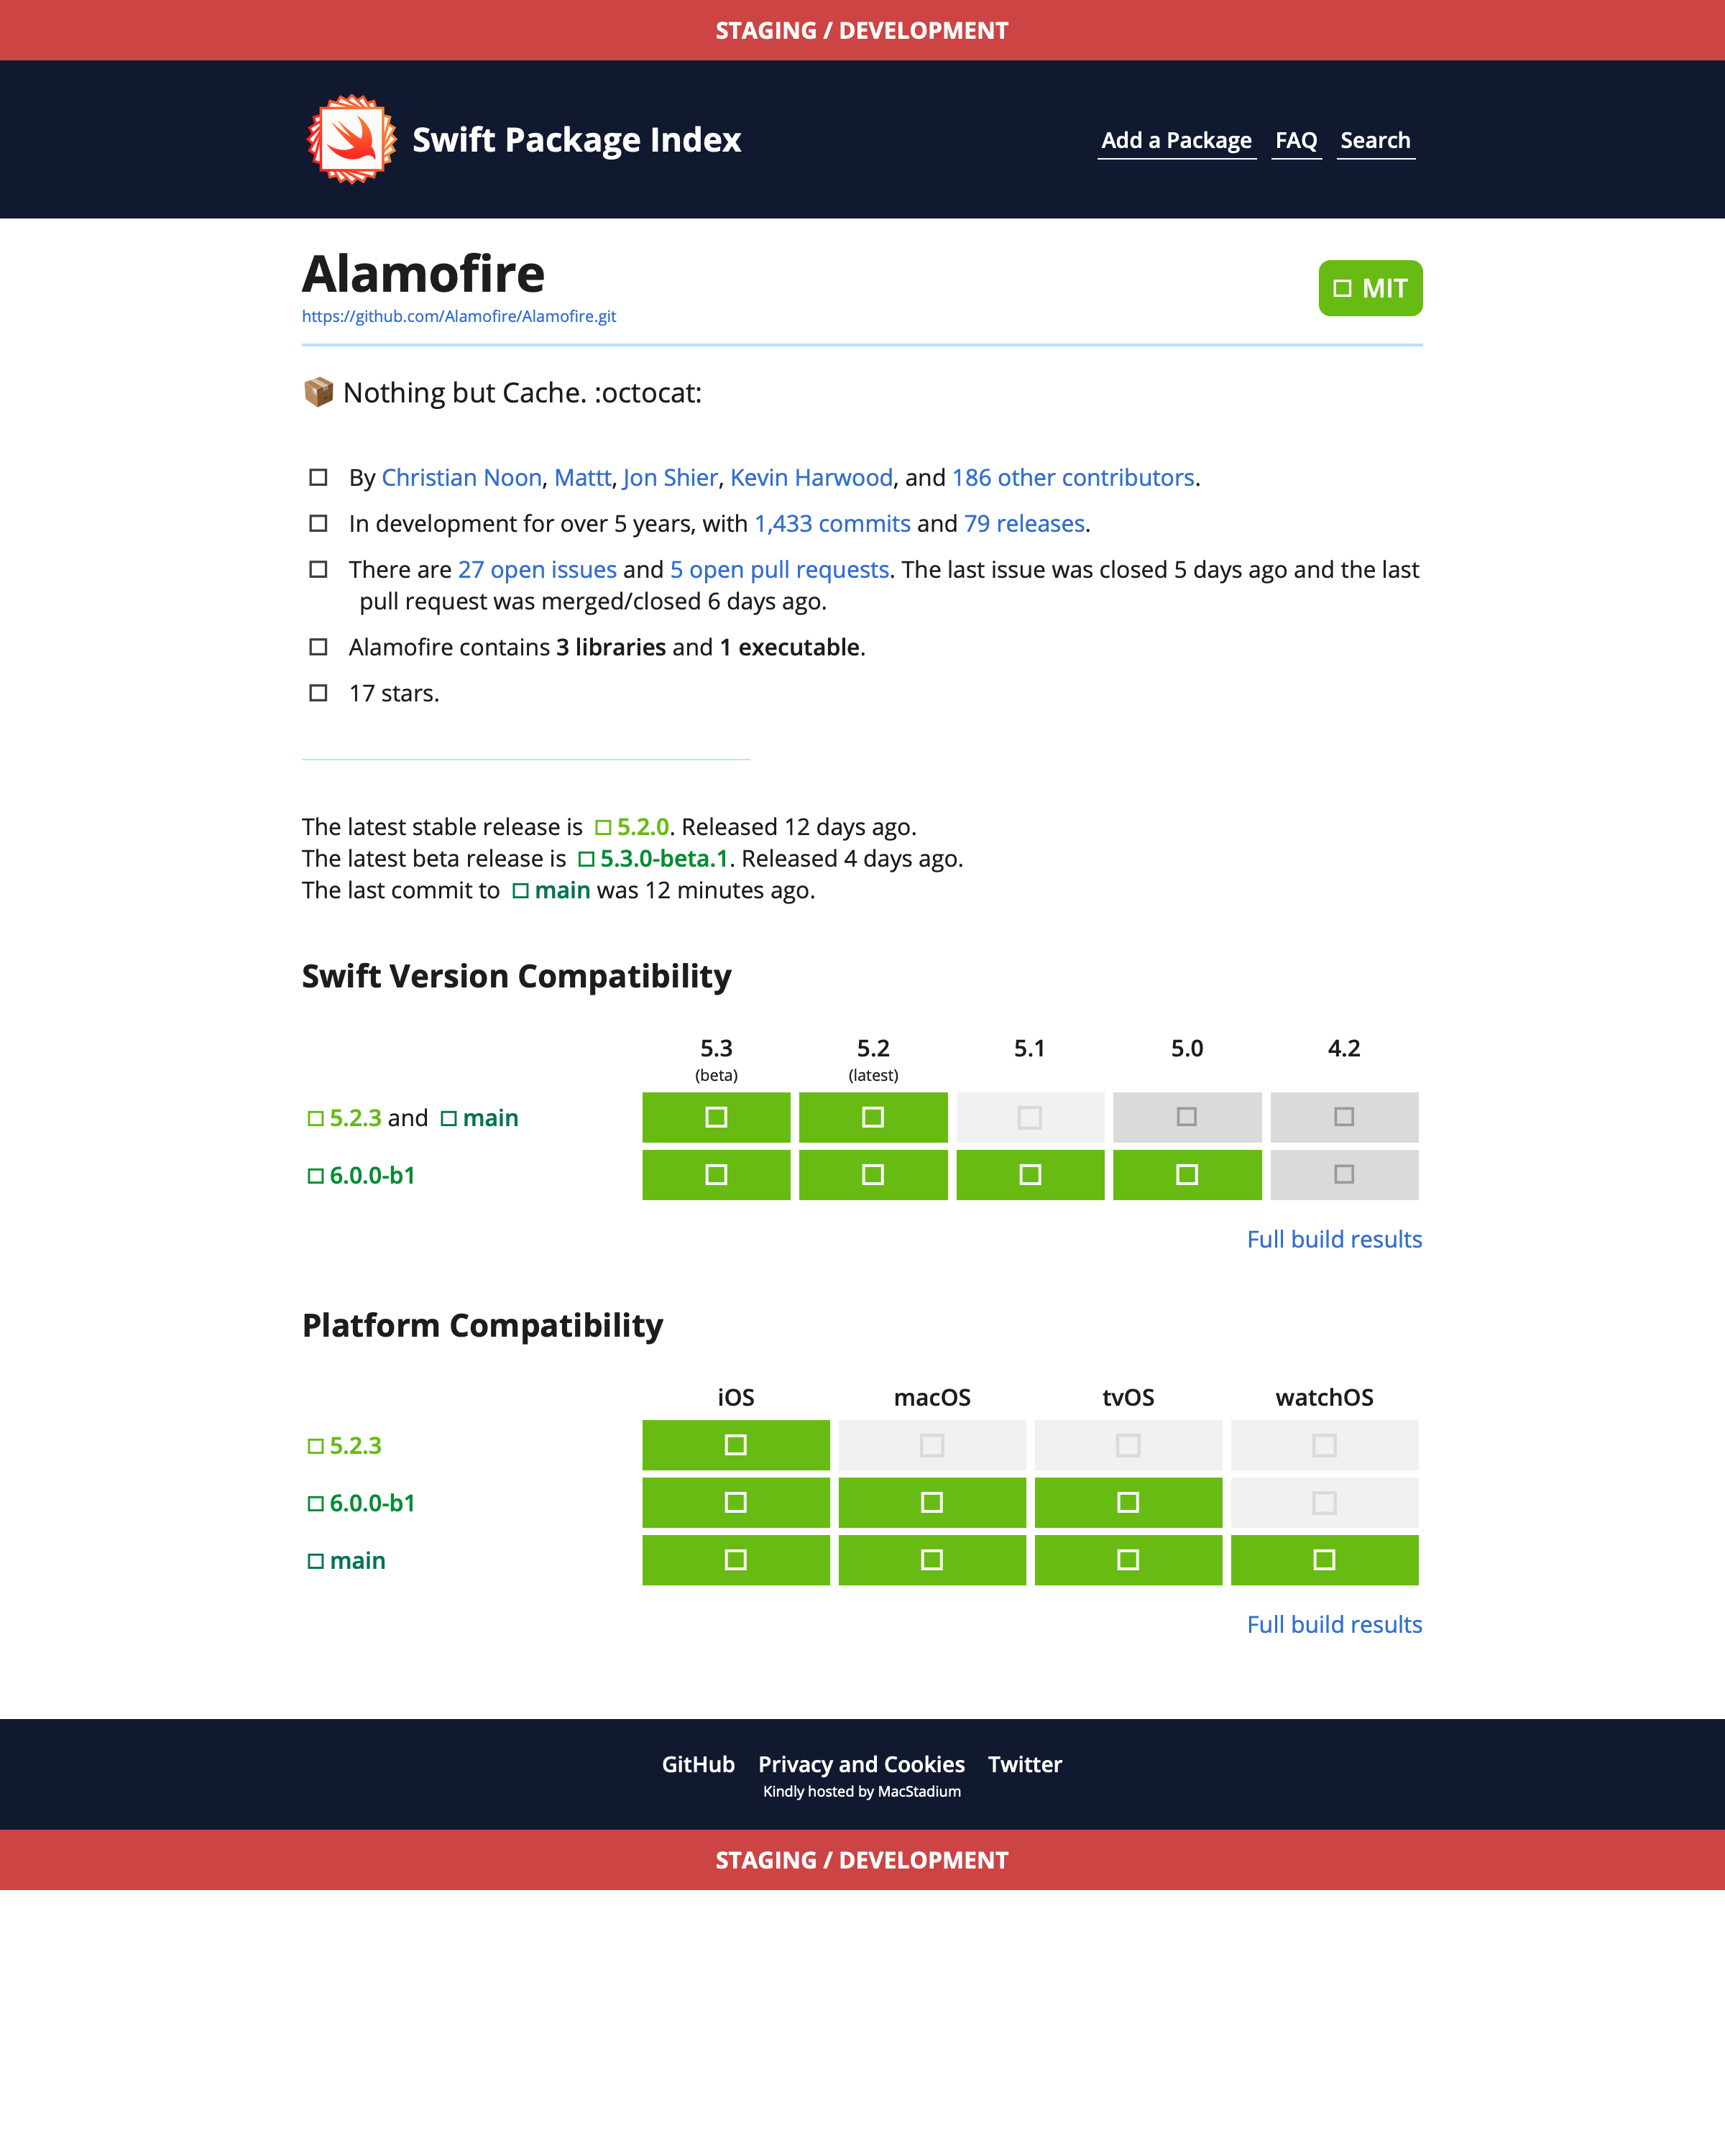 STAGING / DEVELOPMENT
Swift Package Index
Add a Package FAQ Search
Alamofire
MIT
https://github.com/Alamofire/Alamofire.git
📦 Nothing but Cache. :octocat:
By Christian Noon, Mattt, Jon Shier, Kevin Harwood, and 186 other contributors.
In development for over 5 years, with 1,433 commits and 79 releases.
There are 27 open issues and 5 open pull requests. The last issue was closed 5 days ago and the last
pull request was merged/closed 6 days ago.
Alamofire contains 3 libraries and 1 executable.
17 stars.
The latest stable release is 5.2.0. Released 12 days ago.
The latest beta release is 5.3.0-beta.1. Released 4 days ago.
The last commit to main was 12 minutes ago.
Swift Version Compatibility
5.3 5.2 5.1 5.0 4.2
(beta) (latest)
5.2.3 and main
6.0.0-b1
Full build results
Platform Compatibility
iOS macOS tvOS watchOS
5.2.3
6.0.0-b1
main
Full build results
GitHub Privacy and Cookies Twitter
Kindly hosted by MacStadium
STAGING / DEVELOPMENT